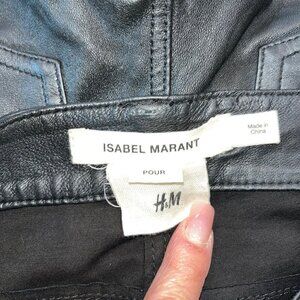 ISABEL MARANT
POUR
H&M
Made in
China